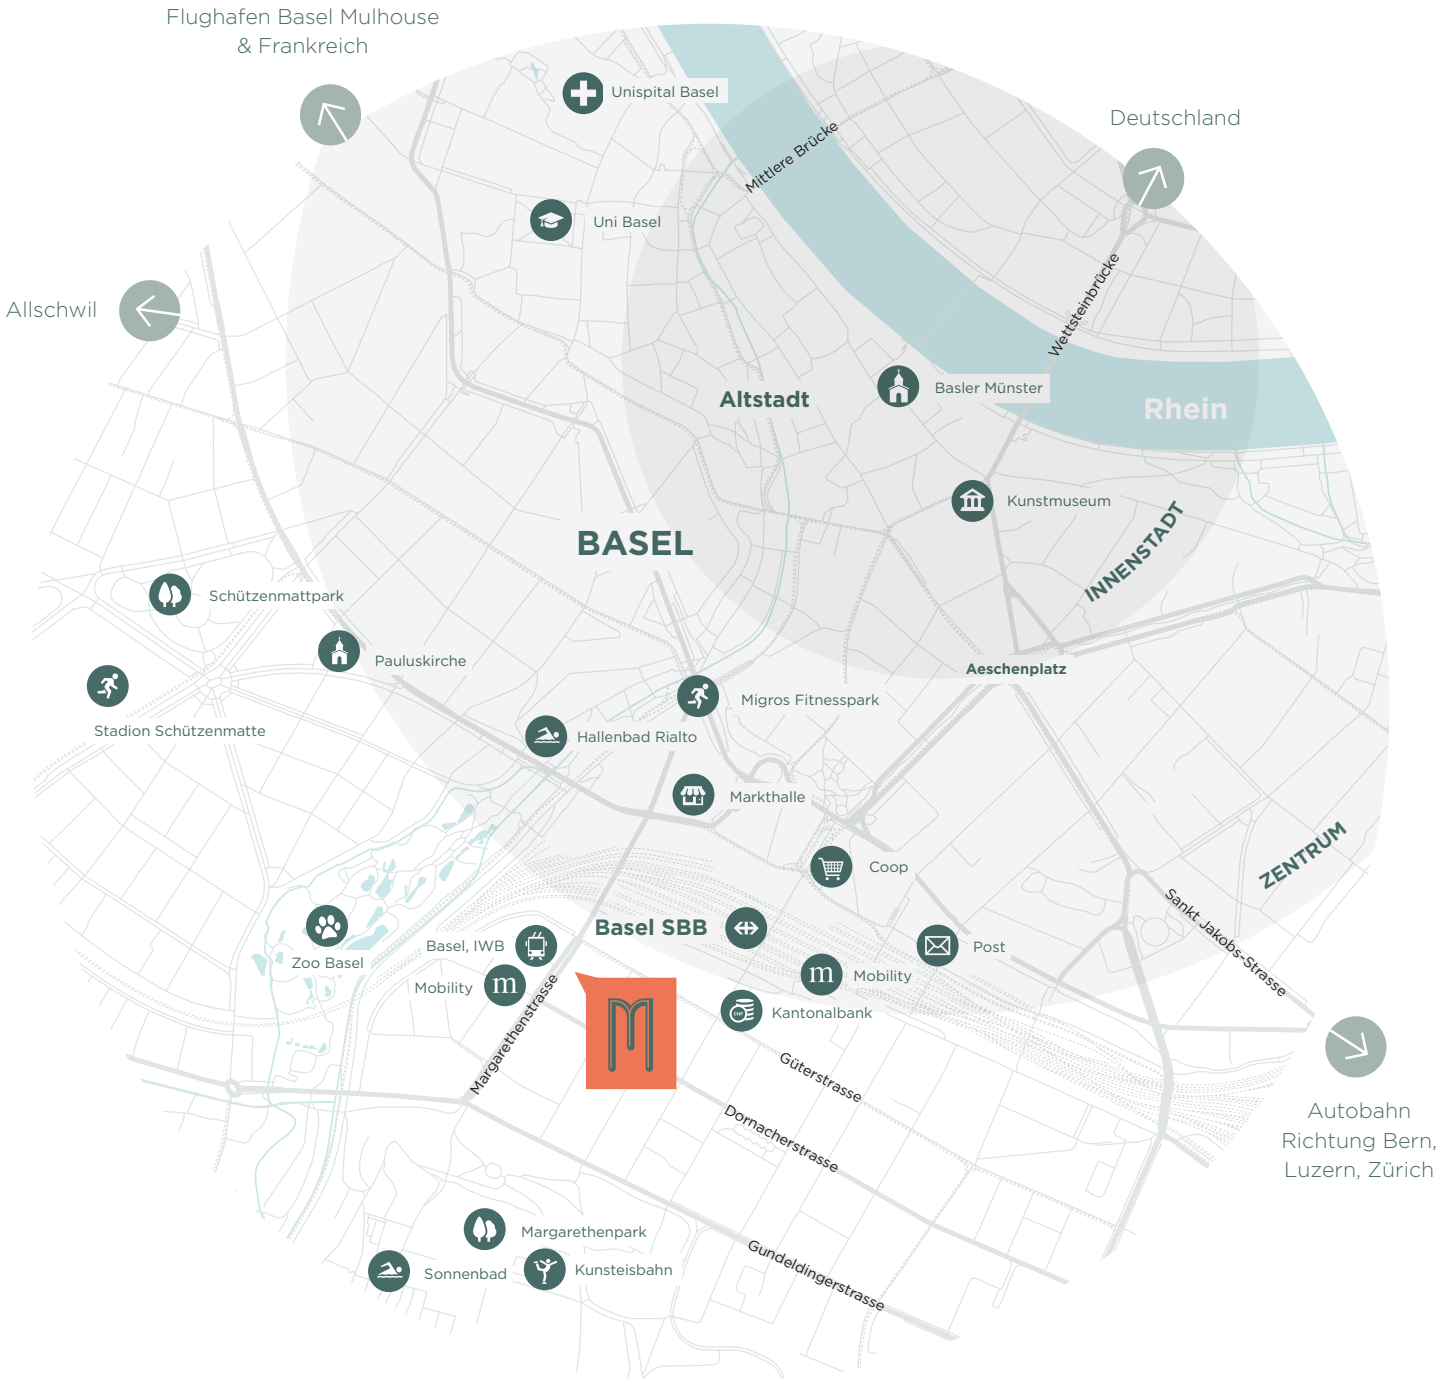 Flughafen Basel Mulhouse
& Frankreich
Unispital Basel
Deutschland
Mittlere Brücke
Uni Basel
Wettsteinbrücke
Allschwil
Basler Münster
Altstadt
Rhein
Kunstmuseum
BASEL
INNENSTADT
Schützenmattpark
Pauluskirche
Aeschenplatz
Migros Fitnesspark
Stadion Schützenmatte
Hallenbad Rialto
Markthalle
ZENTRUM
Coop
Sankt Jakobs-Strasse
Basel SBB
Basel, IWB
Post
Zoo Basel
m
Mobility
m
Mobility
CHF
Kantonalbank
Margarethenstrasse
M
Güterstrasse
Dornacherstrasse
Autobahn
Richtung Bern,
Luzern, Zürich
Margarethenpark
Gundeldingerstrasse
Sonnenbad
Kunsteisbahn